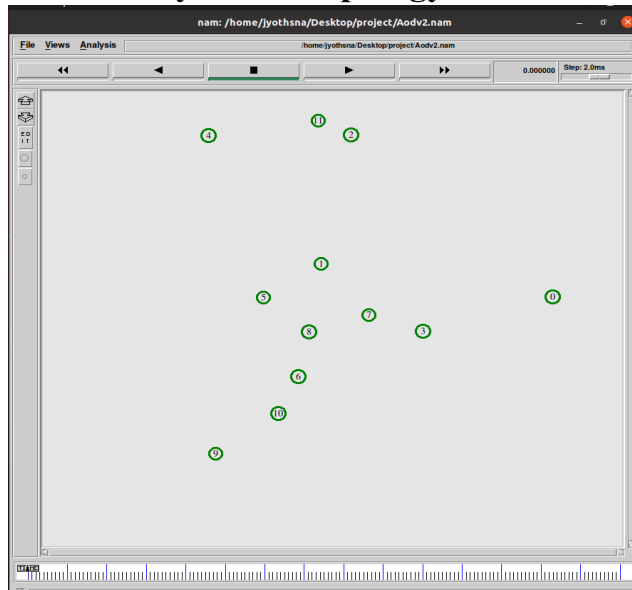 nam: /home/jyothsna/Desktop/project/Aodv2.nam
File Views Analysis /home/jyothsna/Desktop/project/Aodv2.nam
0.000000 Step: 2.0ms
E D
I T
11
4 2
1
5 0
7
8 3
6
10
9